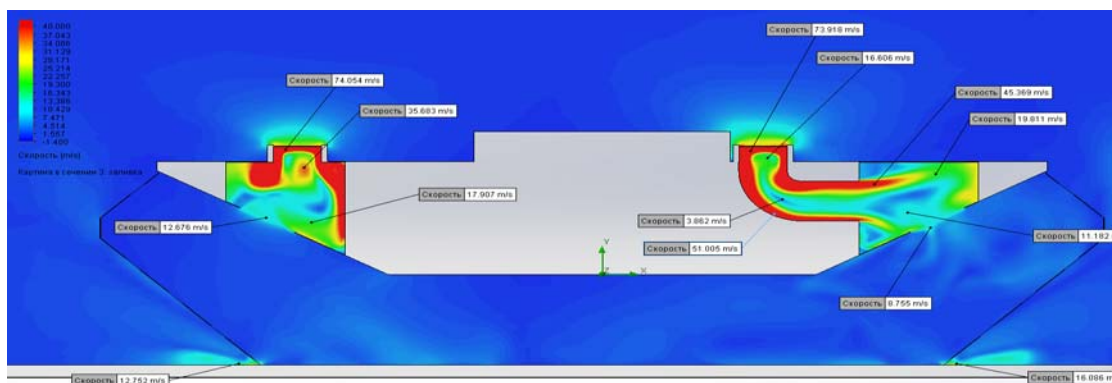 40.000
37.043
34.086
31.129
28.171
25.214
22.257
19.300
16.343
13.386
10.429
7.471
4.514
1.557
-1.400
Скорость [m/s]
Картина в сечении 3: заливка
Скорость 74.054 m/s
Скорость 35.683 m/s
Скорость 17.907 m/s
Скорость 12.676 m/s
Скорость 12.752 m/s
Скорость 73.918 m/s
Скорость 16.606 m/s
Скорость 45.369 m/s
Скорость 19.811 m/s
Скорость 3.862 m/s
Скорость 51.005 m/s
Скорость 11.182 m
Скорость 8.755 m/s
Скорость 16.086 m
Y
Z
X